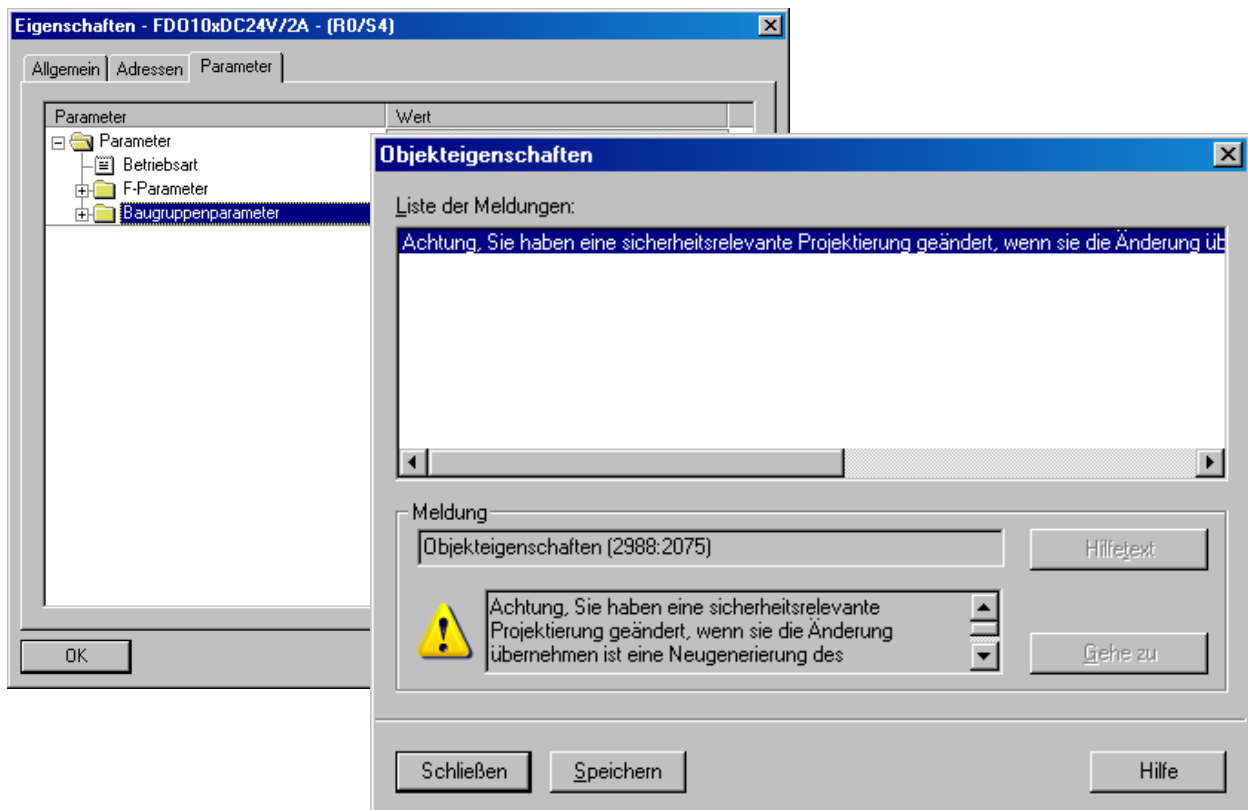 Eigenschaften - FDO10xDC24V/2A - (R0/S4)
Allgemein Adressen Parameter
Parameter Wert
Parameter
Betriebsart
F-Parameter
Baugruppenparameter
OK
Objekteigenschaften
Liste der Meldungen:
Achtung, Sie haben eine sicherheitsrelevante Projektierung geändert, wenn sie die Änderung üb
Meldung
Objekteigenschaften (2988:2075)
Hilfetext
Achtung, Sie haben eine sicherheitsrelevante
Projektierung geändert, wenn sie die Änderung
übernehmen ist eine Neugenerierung des
Gehe zu
Schließen Speichern Hilfe